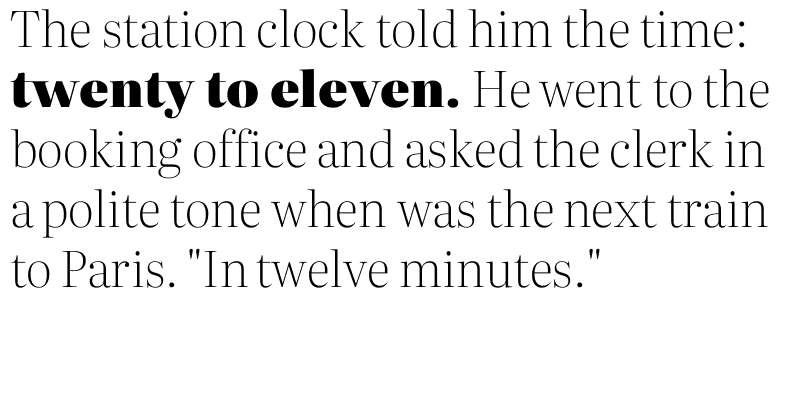 The station clock told him the time:
twenty to eleven. He went to the
booking office and asked the clerk in
a polite tone when was the next train
to Paris. "In twelve minutes."